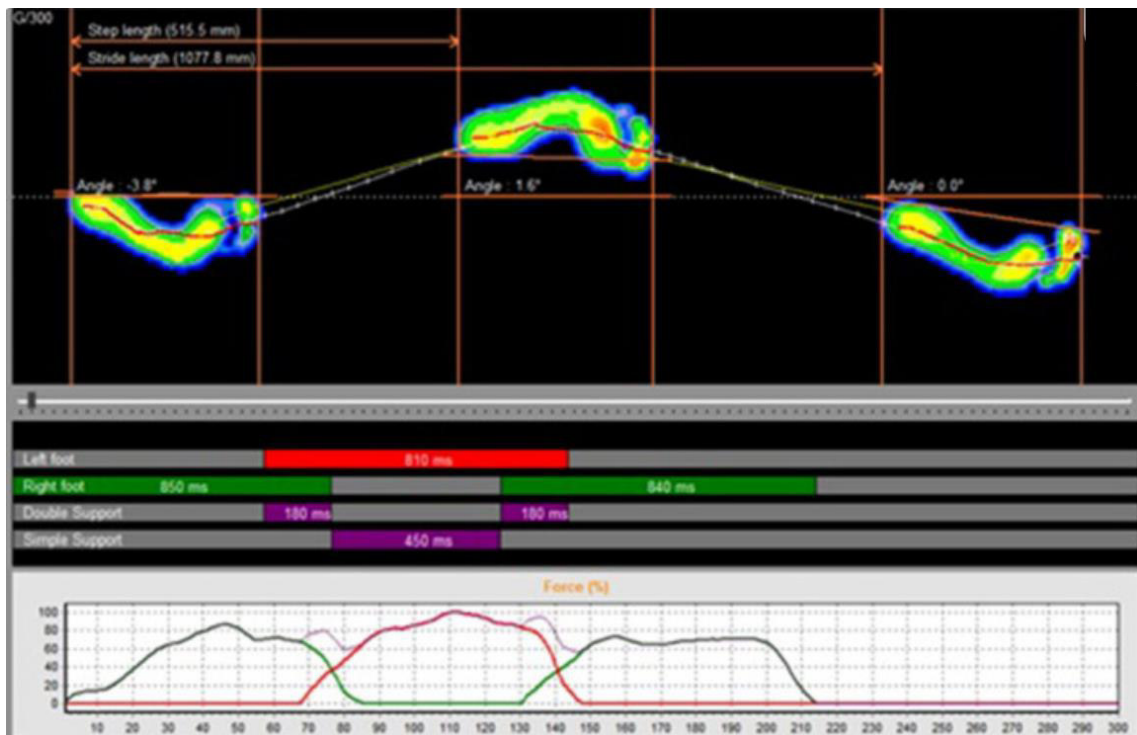 G/300
Step length (515.5 mm)
Stride length (1077.8 mm)
Angle : -3.8°
Angle : 1.6°
Angle : 0.0°
Left foot 810 ms
Right foot 850 ms 840 ms
Double Support 180 ms 180 ms
Simple Support 450 ms
Force (%)
100
80
60
40
20
0
10 20 30 40 50 60 70 80 90 100 110 120 130 140 150 160 170 180 190 200 210 220 230 240 250 260 270 280 290 300